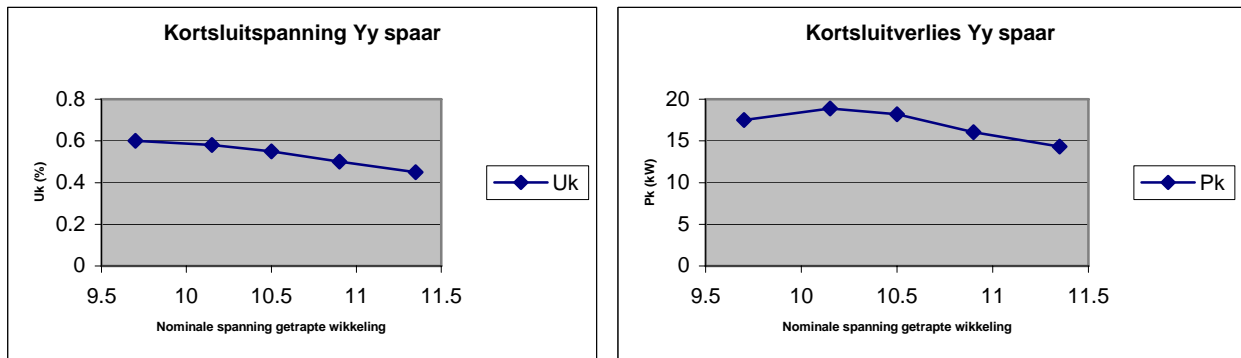 Kortsluitspanning Yy spaar
0.8
0.6
0.4
0.2
0
Uk (%)
9.5 10 10.5 11 11.5
Nominale spanning getrapte wikkeling
Uk
Kortsluitverlies Yy spaar
20
15
10
5
0
Pk (kW)
9.5 10 10.5 11 11.5
Nominale spanning getrapte wikkeling
Pk